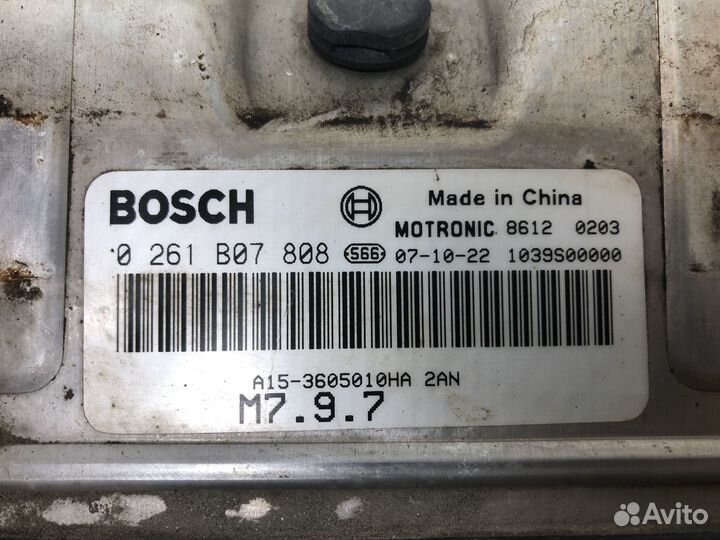 BOSCH
Made in China
MOTRONIC 8612 0203
0 261 B07 808 566 07-10-22 1039S00000
A15-3605010HA 2AN
M7.9.7
Avito